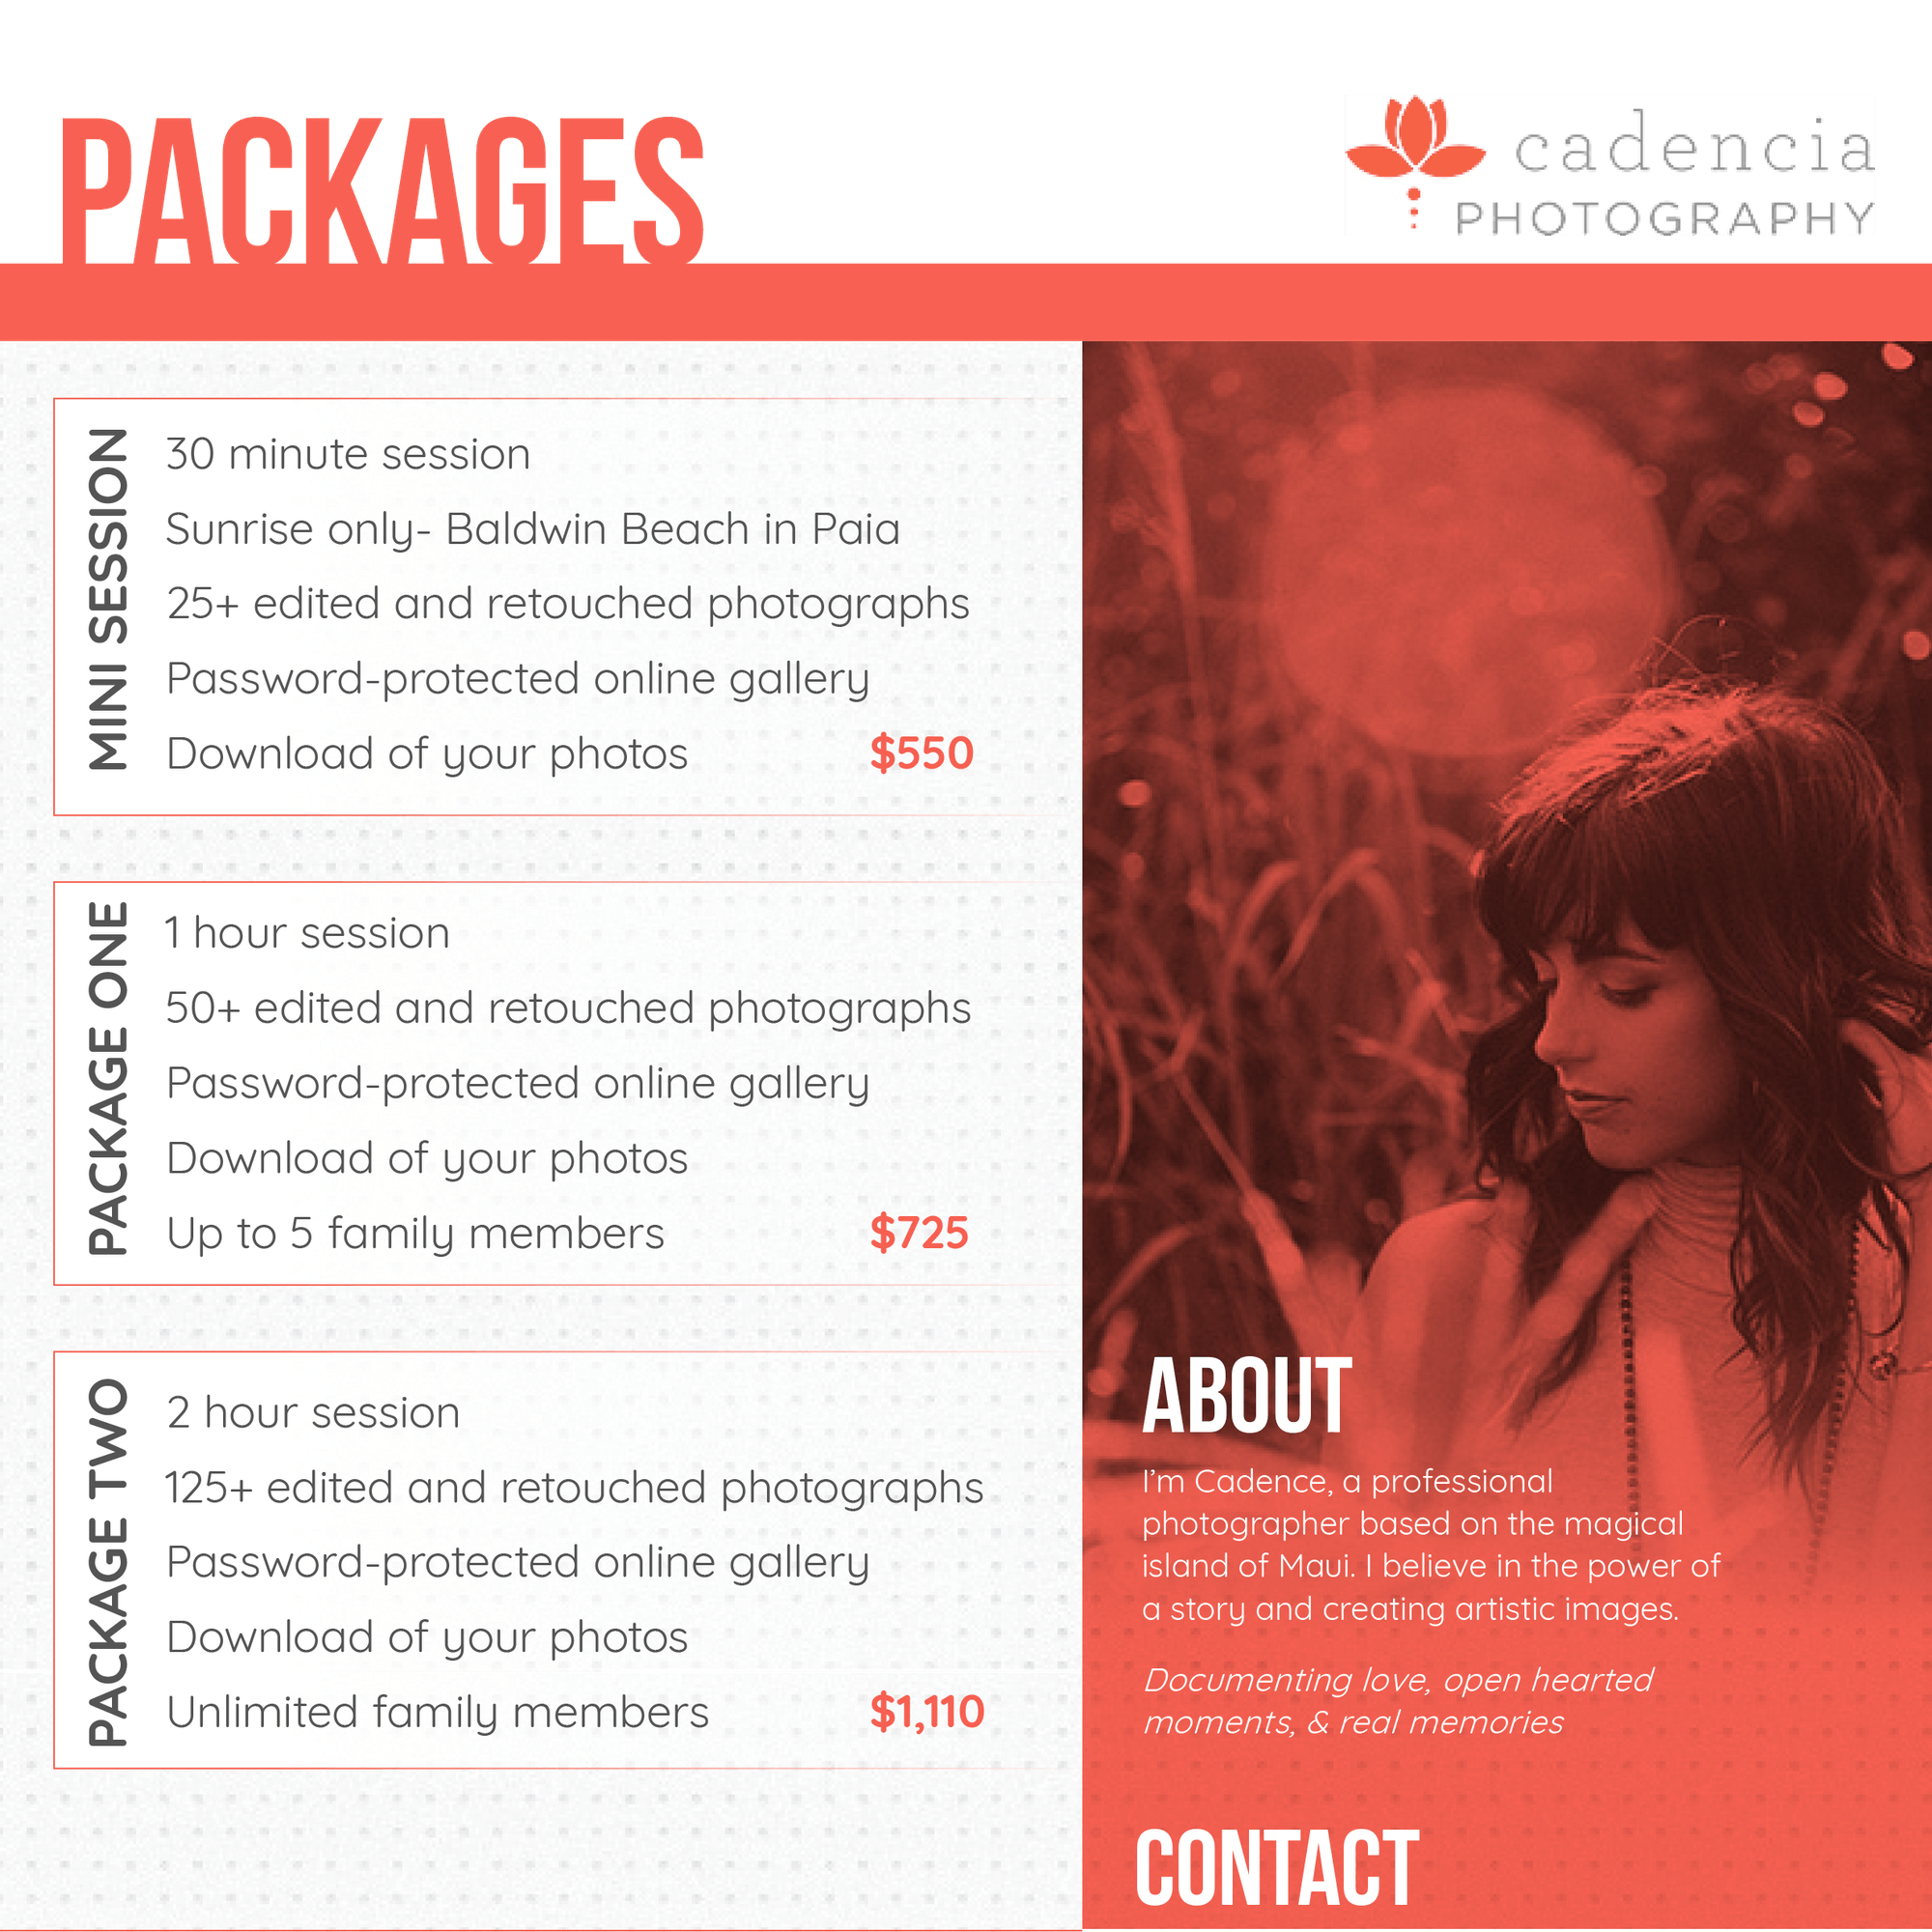 PACKAGES
cadencia
PHOTOGRAPHY
MINI SESSION
30 minute session
Sunrise only- Baldwin Beach in Paia
25+ edited and retouched photographs
Password-protected online gallery
Download of your photos $550
PACKAGE ONE
1 hour session
50+ edited and retouched photographs
Password-protected online gallery
Download of your photos
Up to 5 family members $725
PACKAGE TWO
2 hour session
125+ edited and retouched photographs
Password-protected online gallery
Download of your photos
Unlimited family members $1,110
ABOUT
I'm Cadence, a professional
photographer based on the magical
island of Maui. I believe in the power of
a story and creating artistic images.
Documenting love, open hearted
moments, & real memories
CONTACT